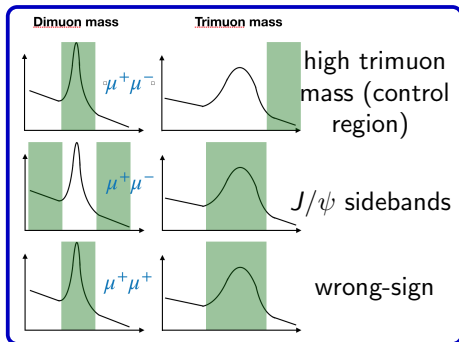 Dimuon mass Trimuon mass
μ⁺μ⁻
high trimuon
mass (control
region)
μ⁺μ⁻
J/ψ sidebands
μ⁺μ⁺
wrong-sign